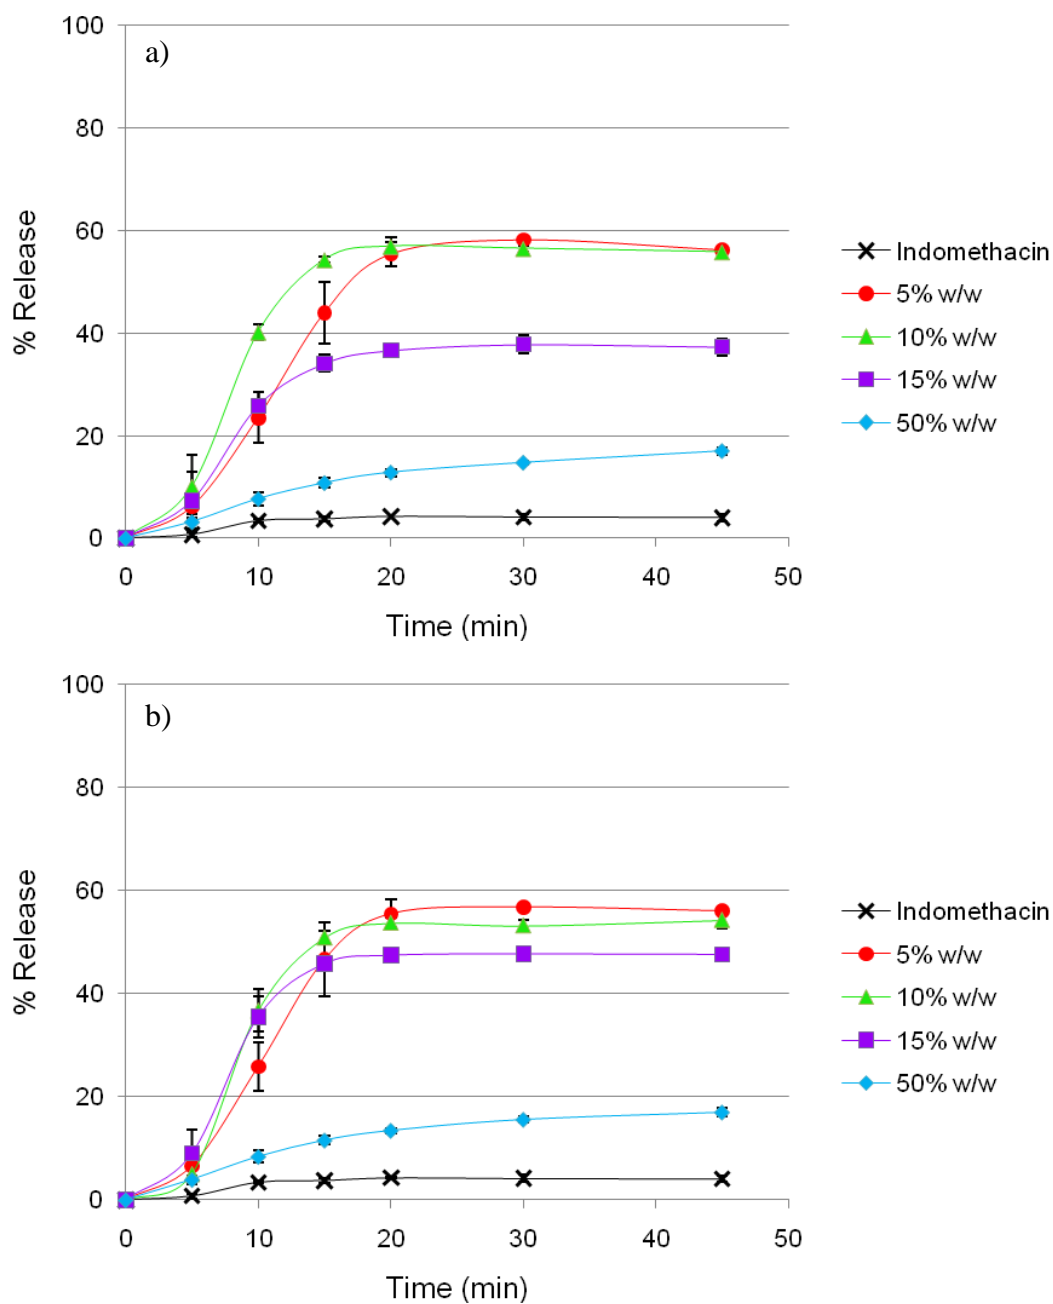 a)
100
80
60
40
20
0
% Release
0 10 20 30 40 50
Time (min)
Indomethacin
5% w/w
10% w/w
15% w/w
50% w/w
b)
100
80
60
40
20
0
% Release
0 10 20 30 40 50
Time (min)
Indomethacin
5% w/w
10% w/w
15% w/w
50% w/w